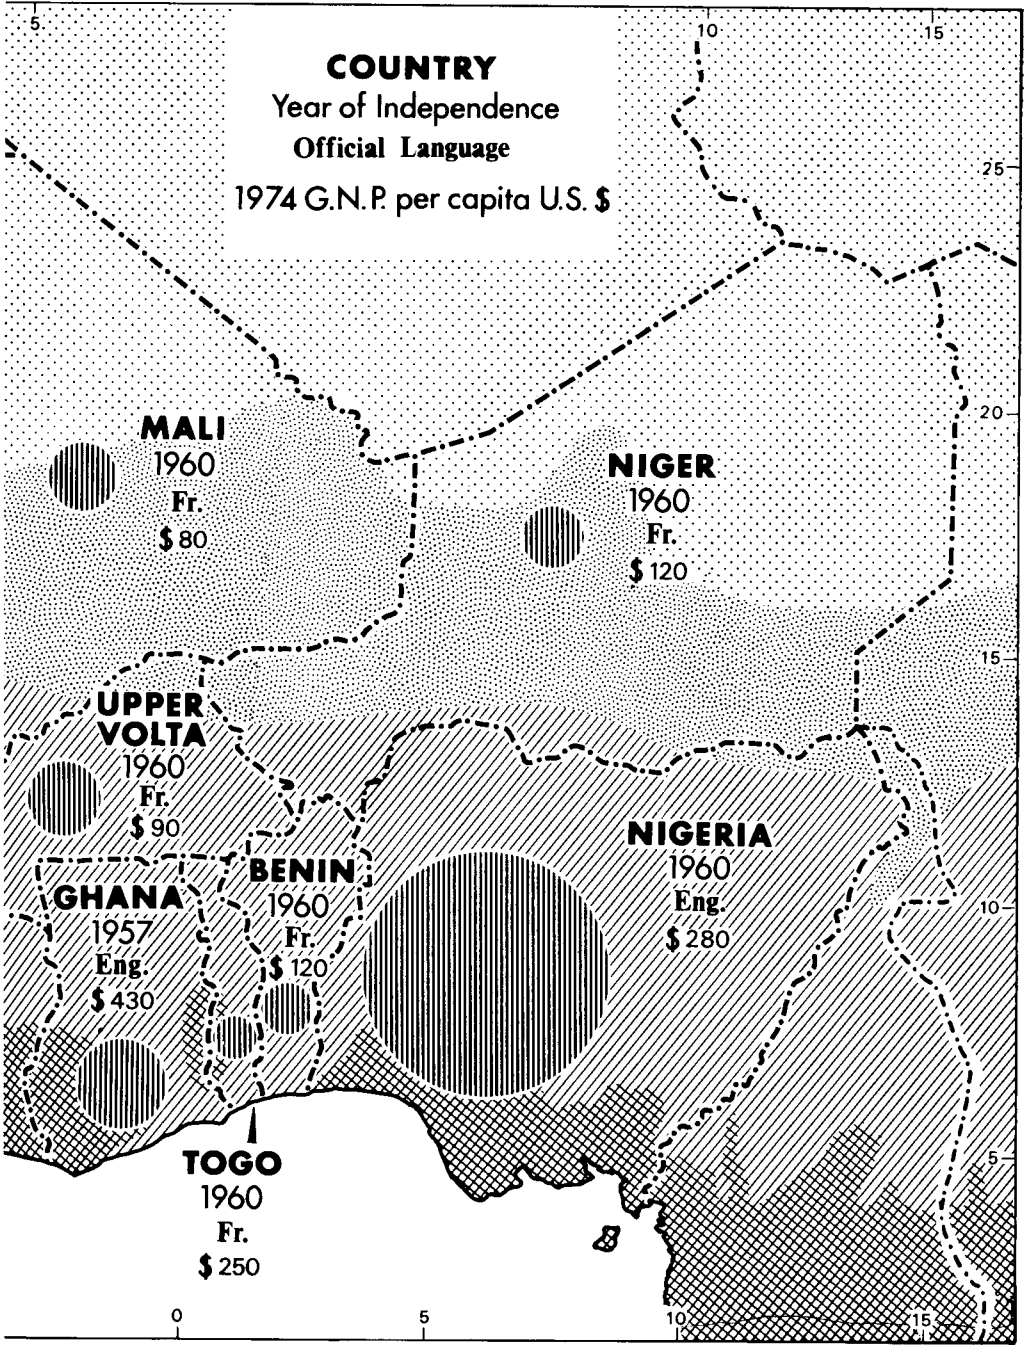 5
10
15
COUNTRY
Year of Independence
Official Language
1974 G.N.P. per capita U.S. $
25
20
MALI
1960
Fr.
$ 80
NIGER
1960
Fr.
$ 120
15
UPPER
VOLTA
1960
Fr.
$ 90
NIGERIA
1960
Eng.
$ 280
BENIN
1960
Fr.
$ 120
GHANA
1957
Eng.
$ 430
10
5
TOGO
1960
Fr.
$ 250
0
5
10
15